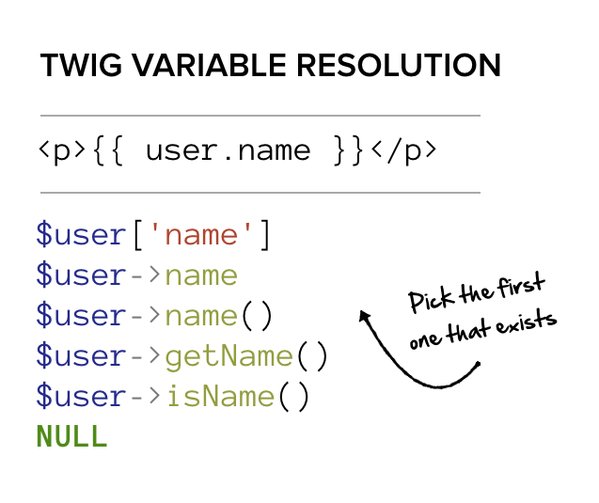 TWIG VARIABLE RESOLUTION
<p>{{ user.name }}</p>
$user['name']
$user->name
$user->name()
$user->getName()
$user->isName()
NULL
Pick the first
one that exists